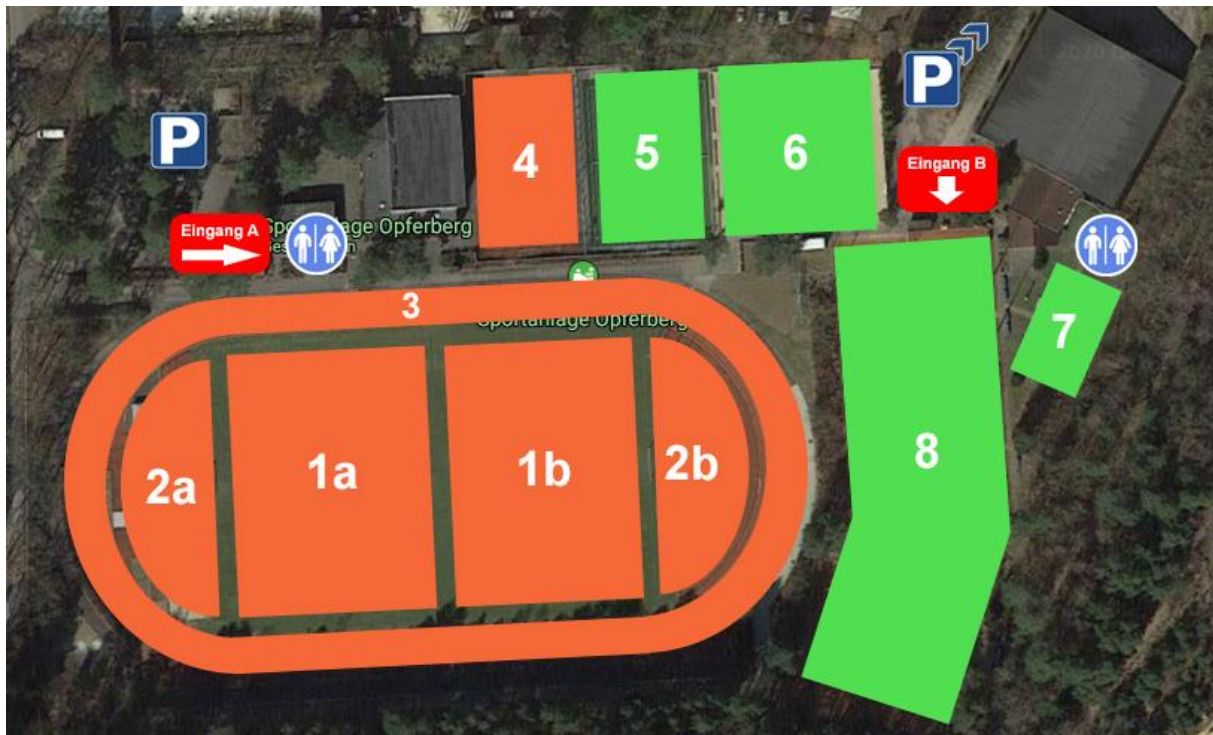 P
4
5
6
P
Eingang B
Eingang A
Sportanlage Opferberg
3
Sportanlage Opferberg
7
2a
1a
1b
2b
8